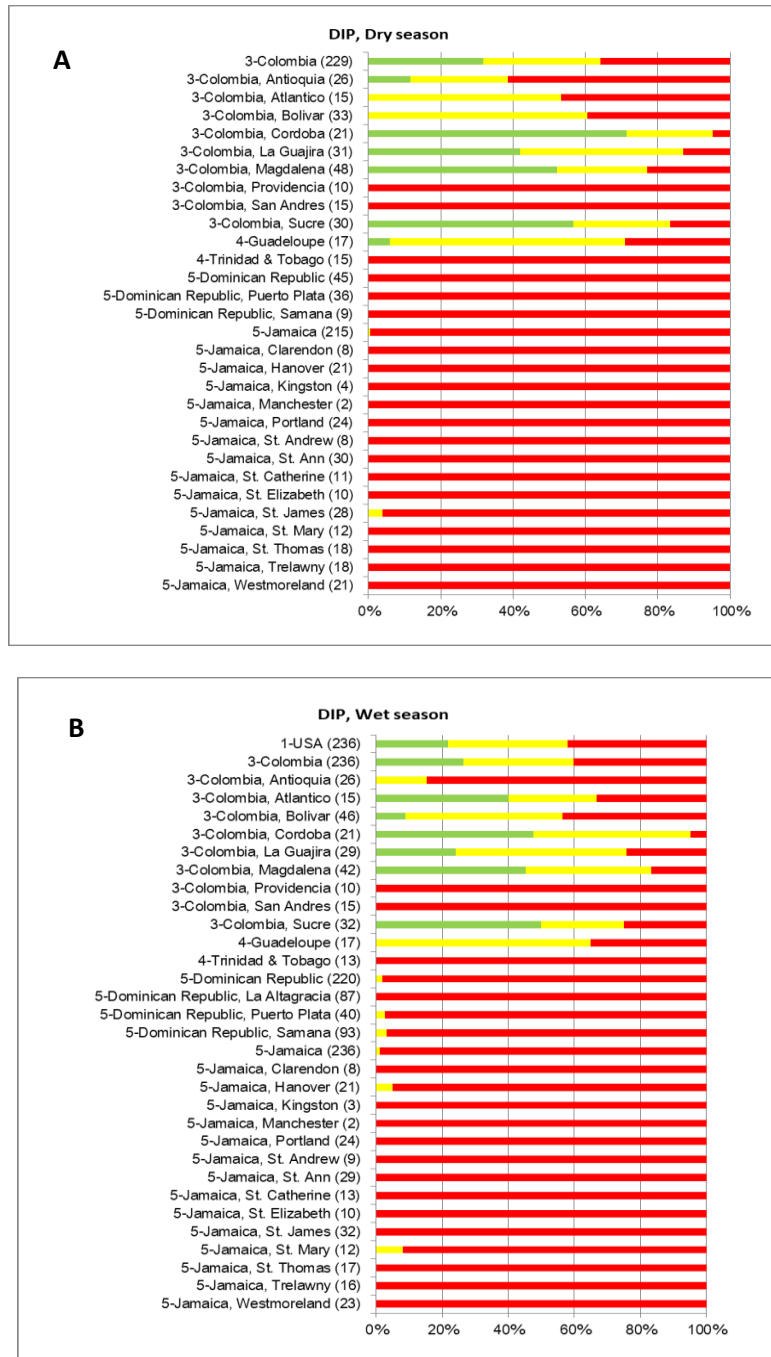 A
DIP, Dry season
3-Colombia (229)
3-Colombia, Antioquia (26)
3-Colombia, Atlantico (15)
3-Colombia, Bolivar (33)
3-Colombia, Cordoba (21)
3-Colombia, La Guajira (31)
3-Colombia, Magdalena (48)
3-Colombia, Providencia (10)
3-Colombia, San Andres (15)
3-Colombia, Sucre (30)
4-Guadeloupe (17)
4-Trinidad & Tobago (15)
5-Dominican Republic (45)
5-Dominican Republic, Puerto Plata (36)
5-Dominican Republic, Samana (9)
5-Jamaica (215)
5-Jamaica, Clarendon (8)
5-Jamaica, Hanover (21)
5-Jamaica, Kingston (4)
5-Jamaica, Manchester (2)
5-Jamaica, Portland (24)
5-Jamaica, St. Andrew (8)
5-Jamaica, St. Ann (30)
5-Jamaica, St. Catherine (11)
5-Jamaica, St. Elizabeth (10)
5-Jamaica, St. James (28)
5-Jamaica, St. Mary (12)
5-Jamaica, St. Thomas (18)
5-Jamaica, Trelawny (18)
5-Jamaica, Westmoreland (21)
0% 20% 40% 60% 80% 100%
B
DIP, Wet season
1-USA (236)
3-Colombia (236)
3-Colombia, Antioquia (26)
3-Colombia, Atlantico (15)
3-Colombia, Bolivar (46)
3-Colombia, Cordoba (21)
3-Colombia, La Guajira (29)
3-Colombia, Magdalena (42)
3-Colombia, Providencia (10)
3-Colombia, San Andres (15)
3-Colombia, Sucre (32)
4-Guadeloupe (17)
4-Trinidad & Tobago (13)
5-Dominican Republic (220)
5-Dominican Republic, La Altagracia (87)
5-Dominican Republic, Puerto Plata (40)
5-Dominican Republic, Samana (93)
5-Jamaica (236)
5-Jamaica, Clarendon (8)
5-Jamaica, Hanover (21)
5-Jamaica, Kingston (3)
5-Jamaica, Manchester (2)
5-Jamaica, Portland (24)
5-Jamaica, St. Andrew (9)
5-Jamaica, St. Ann (29)
5-Jamaica, St. Catherine (13)
5-Jamaica, St. Elizabeth (10)
5-Jamaica, St. James (32)
5-Jamaica, St. Mary (12)
5-Jamaica, St. Thomas (17)
5-Jamaica, Trelawny (16)
5-Jamaica, Westmoreland (23)
0% 20% 40% 60% 80% 100%